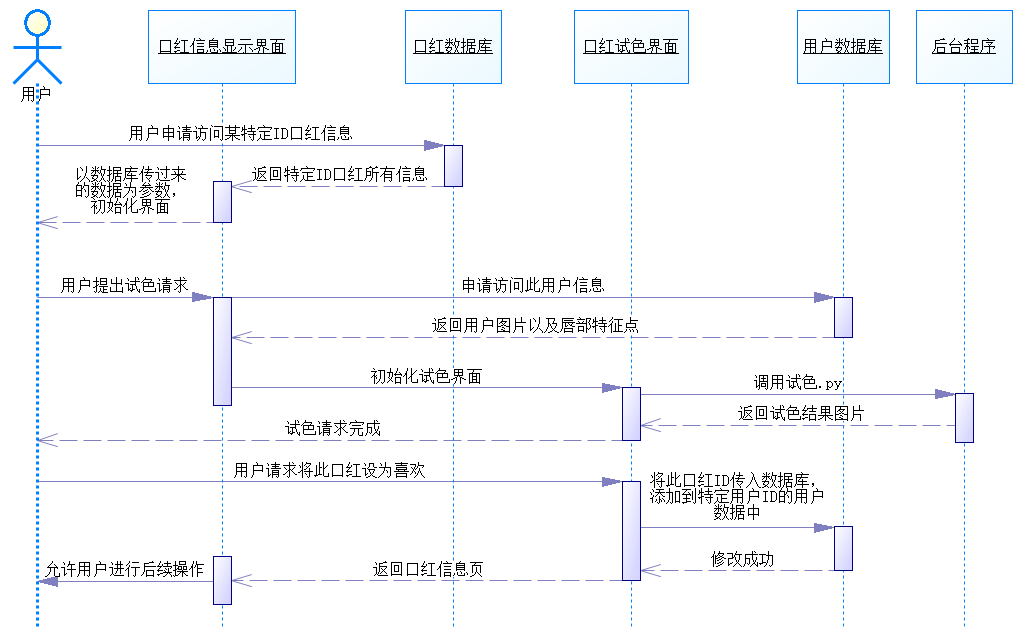 口红信息显示界面
口红数据库
口红试色界面
用户数据库
后台程序
用户
用户申请访问某特定ID口红信息
以数据库传过来
的数据为参数，
初始化界面
返回特定ID口红所有信息
用户提出试色请求
申请访问此用户信息
返回用户图片以及唇部特征点
初始化试色界面
调用试色.py
返回试色结果图片
试色请求完成
用户请求将此口红设为喜欢
将此口红ID传入数据库，
添加到特定用户ID的用户
数据中
修改成功
允许用户进行后续操作
返回口红信息页